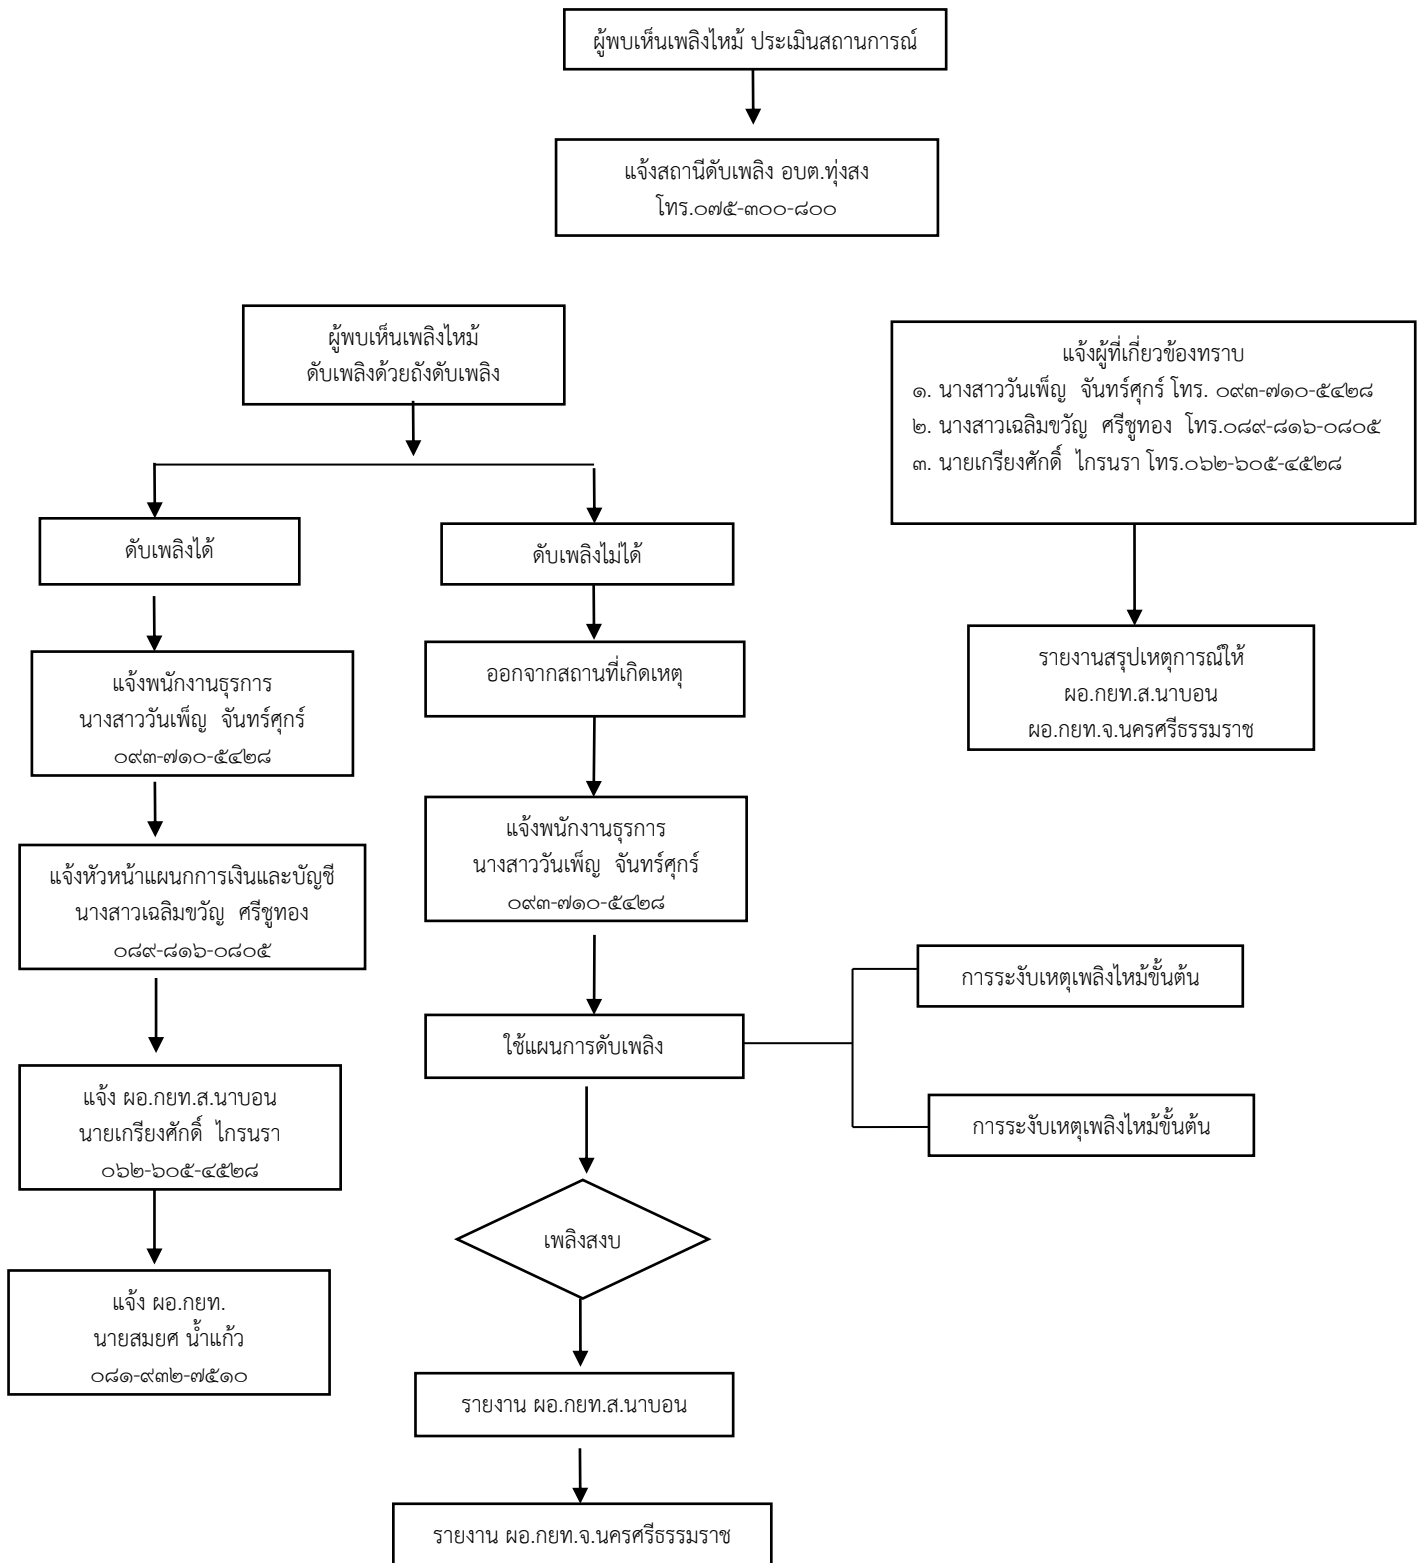 ผู้พบเห็นเพลิงไหม้ ประเมินสถานการณ์
แจ้งสถานีดับเพลิง อบต.ทุ่งสง
โทร.๐๗๕-๓๐๐-๘๐๐
ผู้พบเห็นเพลิงไหม้
ดับเพลิงด้วยถังดับเพลิง
แจ้งผู้ที่เกี่ยวข้องทราบ
๑. นางสาววันเพ็ญ จันทร์ศุกร์ โทร. ๐๙๓-๗๑๐-๕๔๒๘
๒. นางสาวเฉลิมขวัญ ศรีชูทอง โทร.๐๘๙-๘๑๖-๐๘๐๕
๓. นายเกรียงศักดิ์ ไกรนรา โทร.๐๖๒-๖๐๕-๔๕๒๘
รายงานสรุปเหตุการณ์ให้
ผอ.กยท.ส.นาบอน
ผอ.กยท.จ.นครศรีธรรมราช
ดับเพลิงได้
แจ้งพนักงานธุรการ
นางสาววันเพ็ญ จันทร์ศุกร์
๐๙๓-๗๑๐-๕๔๒๘
แจ้งหัวหน้าแผนกการเงินและบัญชี
นางสาวเฉลิมขวัญ ศรีชูทอง
๐๘๙-๘๑๖-๐๘๐๕
แจ้ง ผอ.กยท.ส.นาบอน
นายเกรียงศักดิ์ ไกรนรา
๐๖๒-๖๐๕-๔๕๒๘
แจ้ง ผอ.กยท.
นายสมยศ น้ำแก้ว
๐๘๑-๙๓๒-๗๕๑๐
ดับเพลิงไม่ได้
ออกจากสถานที่เกิดเหตุ
แจ้งพนักงานธุรการ
นางสาววันเพ็ญ จันทร์ศุกร์
๐๙๓-๗๑๐-๕๔๒๘
ใช้แผนการดับเพลิง
การระงับเหตุเพลิงไหม้ขั้นต้น
การระงับเหตุเพลิงไหม้ขั้นต้น
เพลิงสงบ
รายงาน ผอ.กยท.ส.นาบอน
รายงาน ผอ.กยท.จ.นครศรีธรรมราช